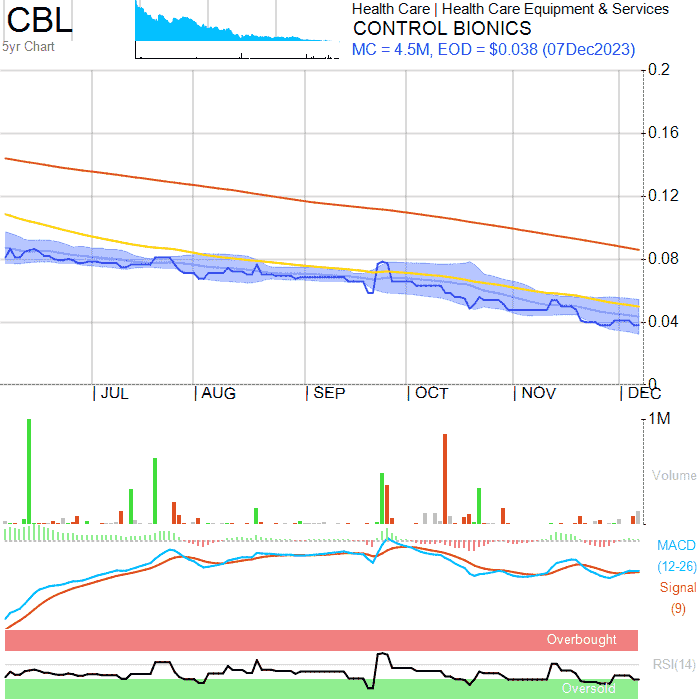 CBL
5yr Chart
Health Care | Health Care Equipment & Services
CONTROL BIONICS
MC = 4.5M, EOD = $0.038 (07Dec2023)
0.2
0.16
0.12
0.08
0.04
0
| JUL
| AUG
| SEP
| OCT
| NOV
| DEC
1M
Volume
MACD
(12-26)
Signal
(9)
Overbought
RSI(14)
Oversold